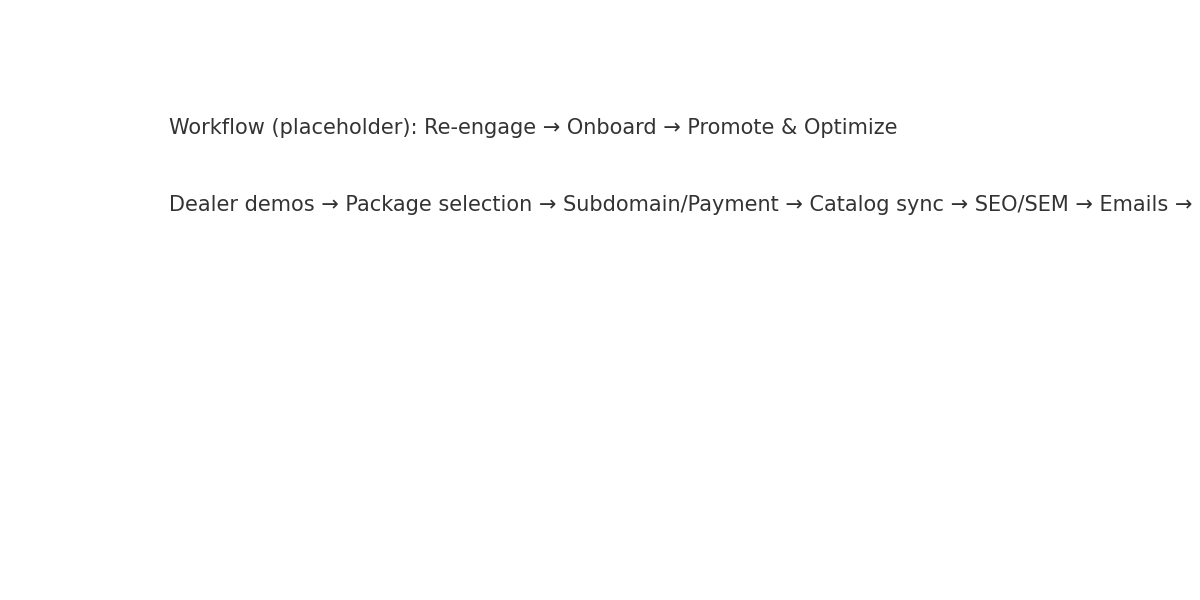 Workflow (placeholder): Re-engage → Onboard → Promote & Optimize
Dealer demos → Package selection → Subdomain/Payment → Catalog sync → SEO/SEM → Emails →